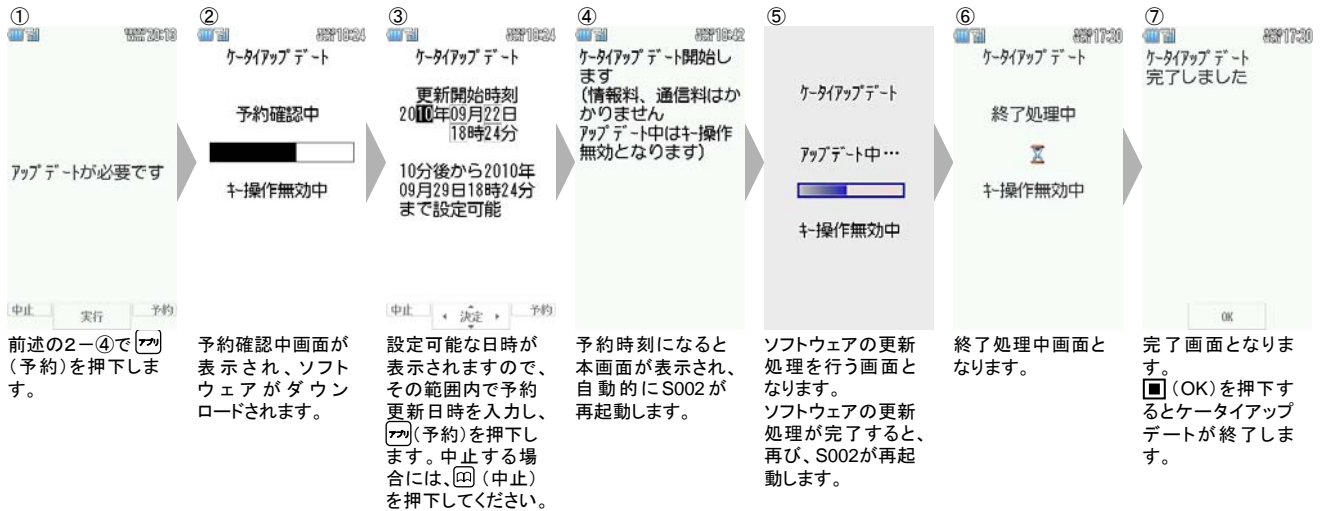 ①
20:13
アップデートが必要です
中止 実行 予約
前述の2－④でアプリ
（予約）を押下しま
す。
②
18:24
ケータイアップデート
予約確認中
キー操作無効中
予約確認中画面が
表示され、ソフト
ウェアがダウン
ロードされます。
③
18:24
ケータイアップデート
更新開始時刻
2010年09月22日
18時24分
10分後から2010年
09月29日18時24分
まで設定可能
中止 決定 予約
設定可能な日時が
表示されますので、
その範囲内で予約
更新日時を入力し、
アプリ(予約)を押下し
ます。中止する場
合には、（中止）
を押下してください。
④
18:42
ケータイアップデート開始し
ます
(情報料、通信料はか
かりません
アップデート中はキー操作
無効となります)
予約時刻になると
本画面が表示され、
自動的にS002が
再起動します。
⑤
ケータイアップデート
アップデート中…
キー操作無効中
ソフトウェアの更新
処理を行う画面と
なります。
ソフトウェアの更新
処理が完了すると、
再び、S002が再起
動します。
⑥
17:30
ケータイアップデート
終了処理中
キー操作無効中
終了処理中画面と
なります。
⑦
17:30
ケータイアップデート
完了しました
OK
完了画面となりま
す。
■（OK）を押下す
るとケータイアップ
デートが終了しま
す。